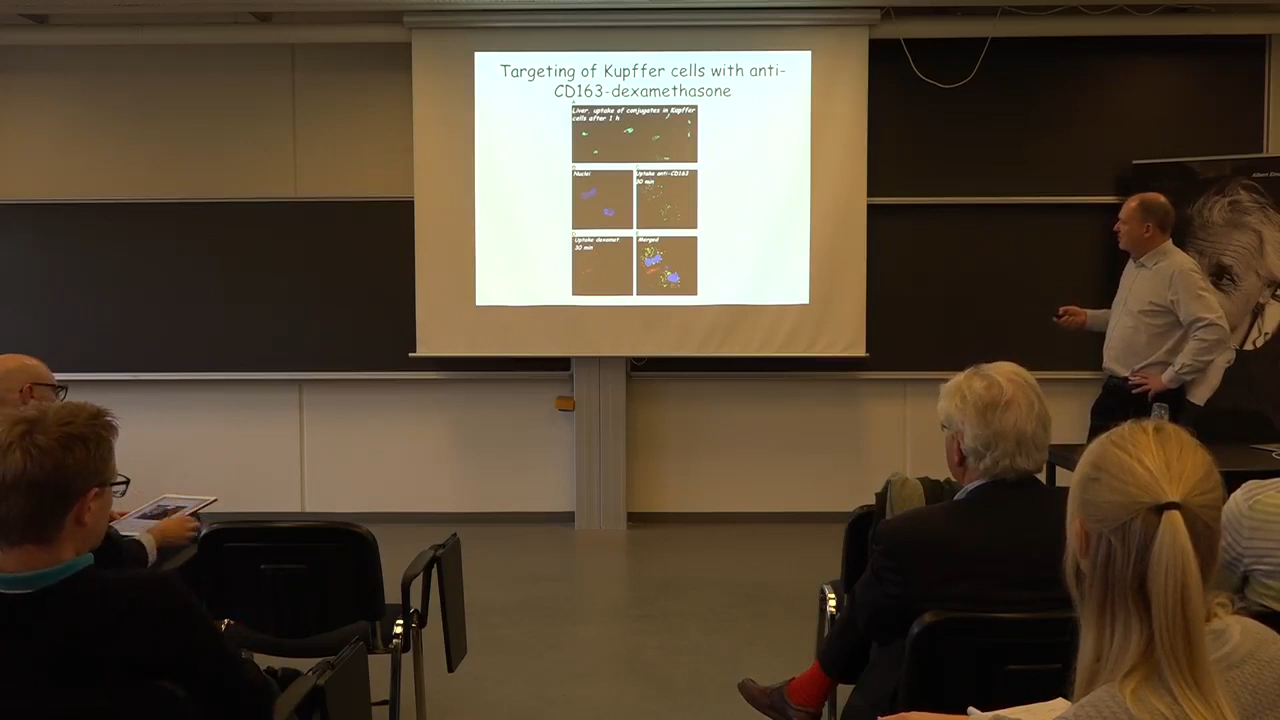 Targeting of Kupffer cells with anti-
CD163-dexamethasone
A
Liver, uptake of conjugates in Kupffer
cells after 1 h
Nuclei
Uptake anti-CD163
30 min
Uptake dexamet
30 min
Merged